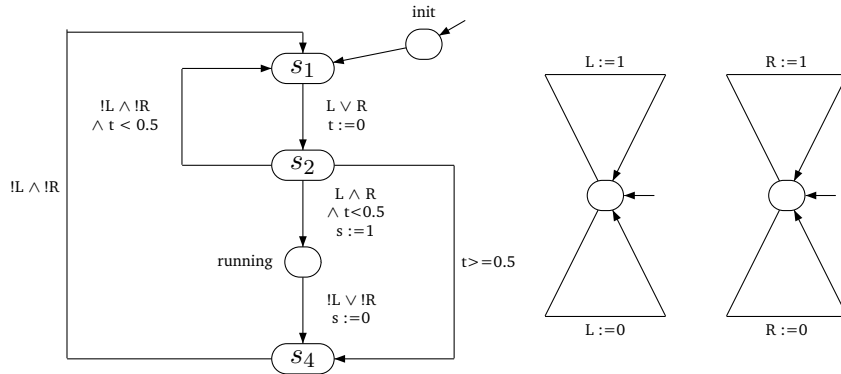 init
s1
!L ∧ !R
∧ t < 0.5
L ∨ R
t :=0
s2
!L ∧ !R
L ∧ R
∧ t<0.5
s :=1
running
t>=0.5
!L ∨ !R
s :=0
s4
L :=1
L :=0
R :=1
R :=0